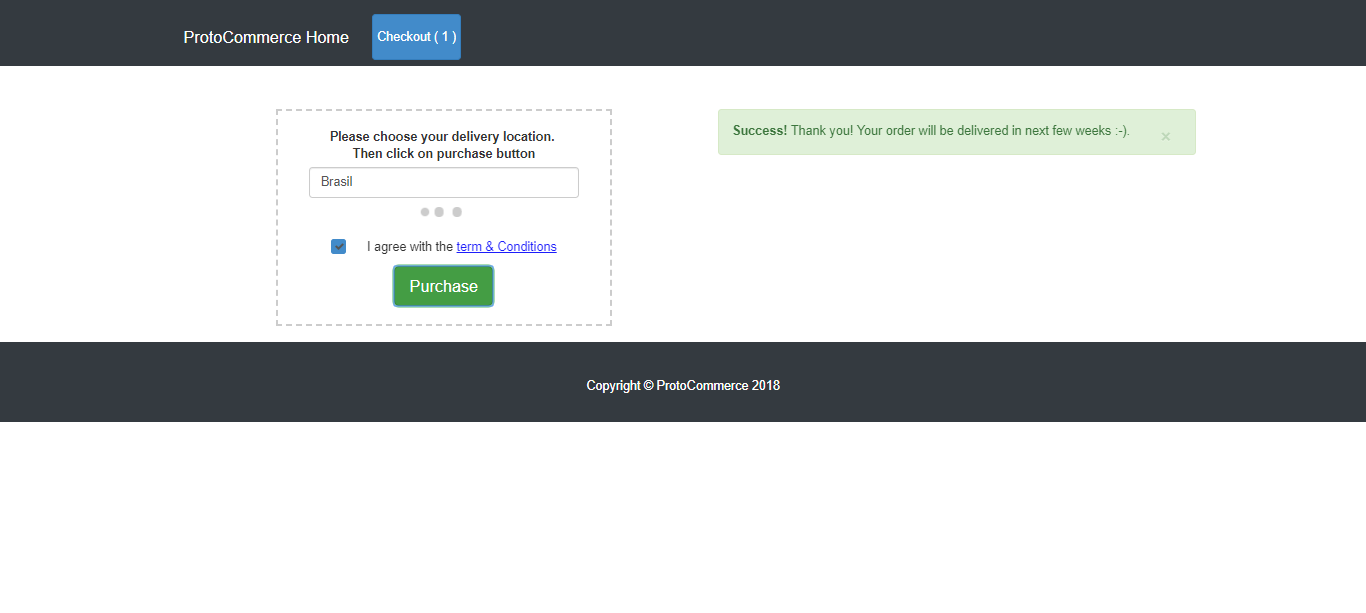 ProtoCommerce Home
Checkout ( 1 )
Please choose your delivery location.
Then click on purchase button
Brasil
I agree with the term & Conditions
Purchase
Success! Thank you! Your order will be delivered in next few weeks :-).
×
Copyright © ProtoCommerce 2018